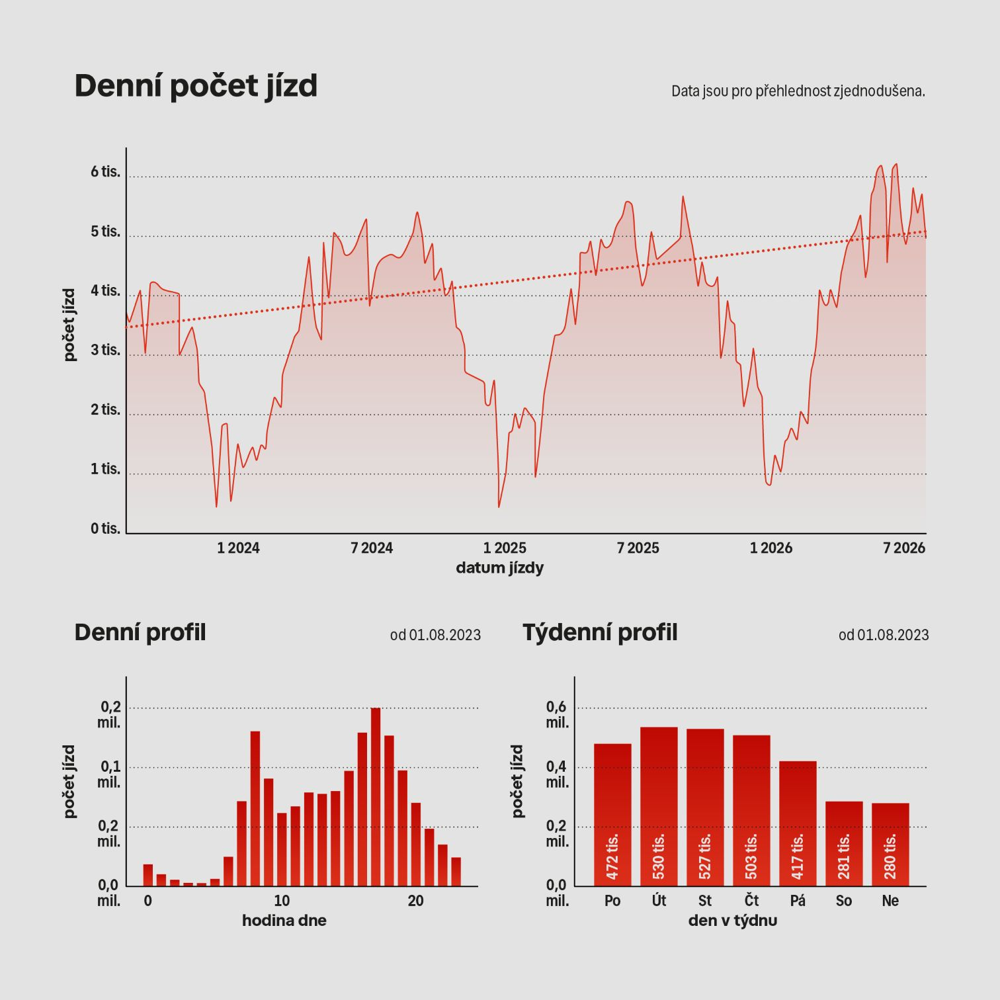 Denní počet jízd
Data jsou pro přehlednost zjednodušena.
počet jízd
6 tis.
5 tis.
4 tis.
3 tis.
2 tis.
1 tis.
0 tis.
1 2024
7 2024
1 2025
7 2025
1 2026
7 2026
datum jízdy
Denní profil
od 01.08.2023
počet jízd
0,2
mil.
0,1
mil.
0,2
mil.
0,0
mil.
0
10
20
hodina dne
Týdenní profil
od 01.08.2023
počet jízd
0,6
mil.
0,4
mil.
0,2
mil.
0,0
mil.
472 tis.
530 tis.
527 tis.
503 tis.
417 tis.
281 tis.
280 tis.
Po
Út
St
Čt
Pá
So
Ne
den v týdnu